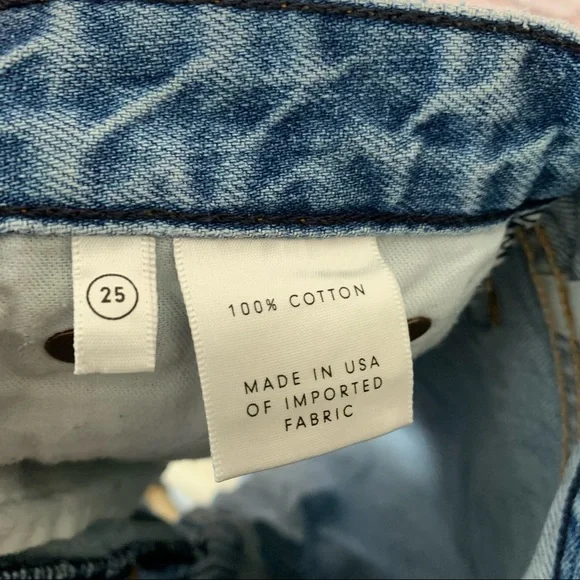 25
100% COTTON
MADE IN USA
OF IMPORTED
FABRIC